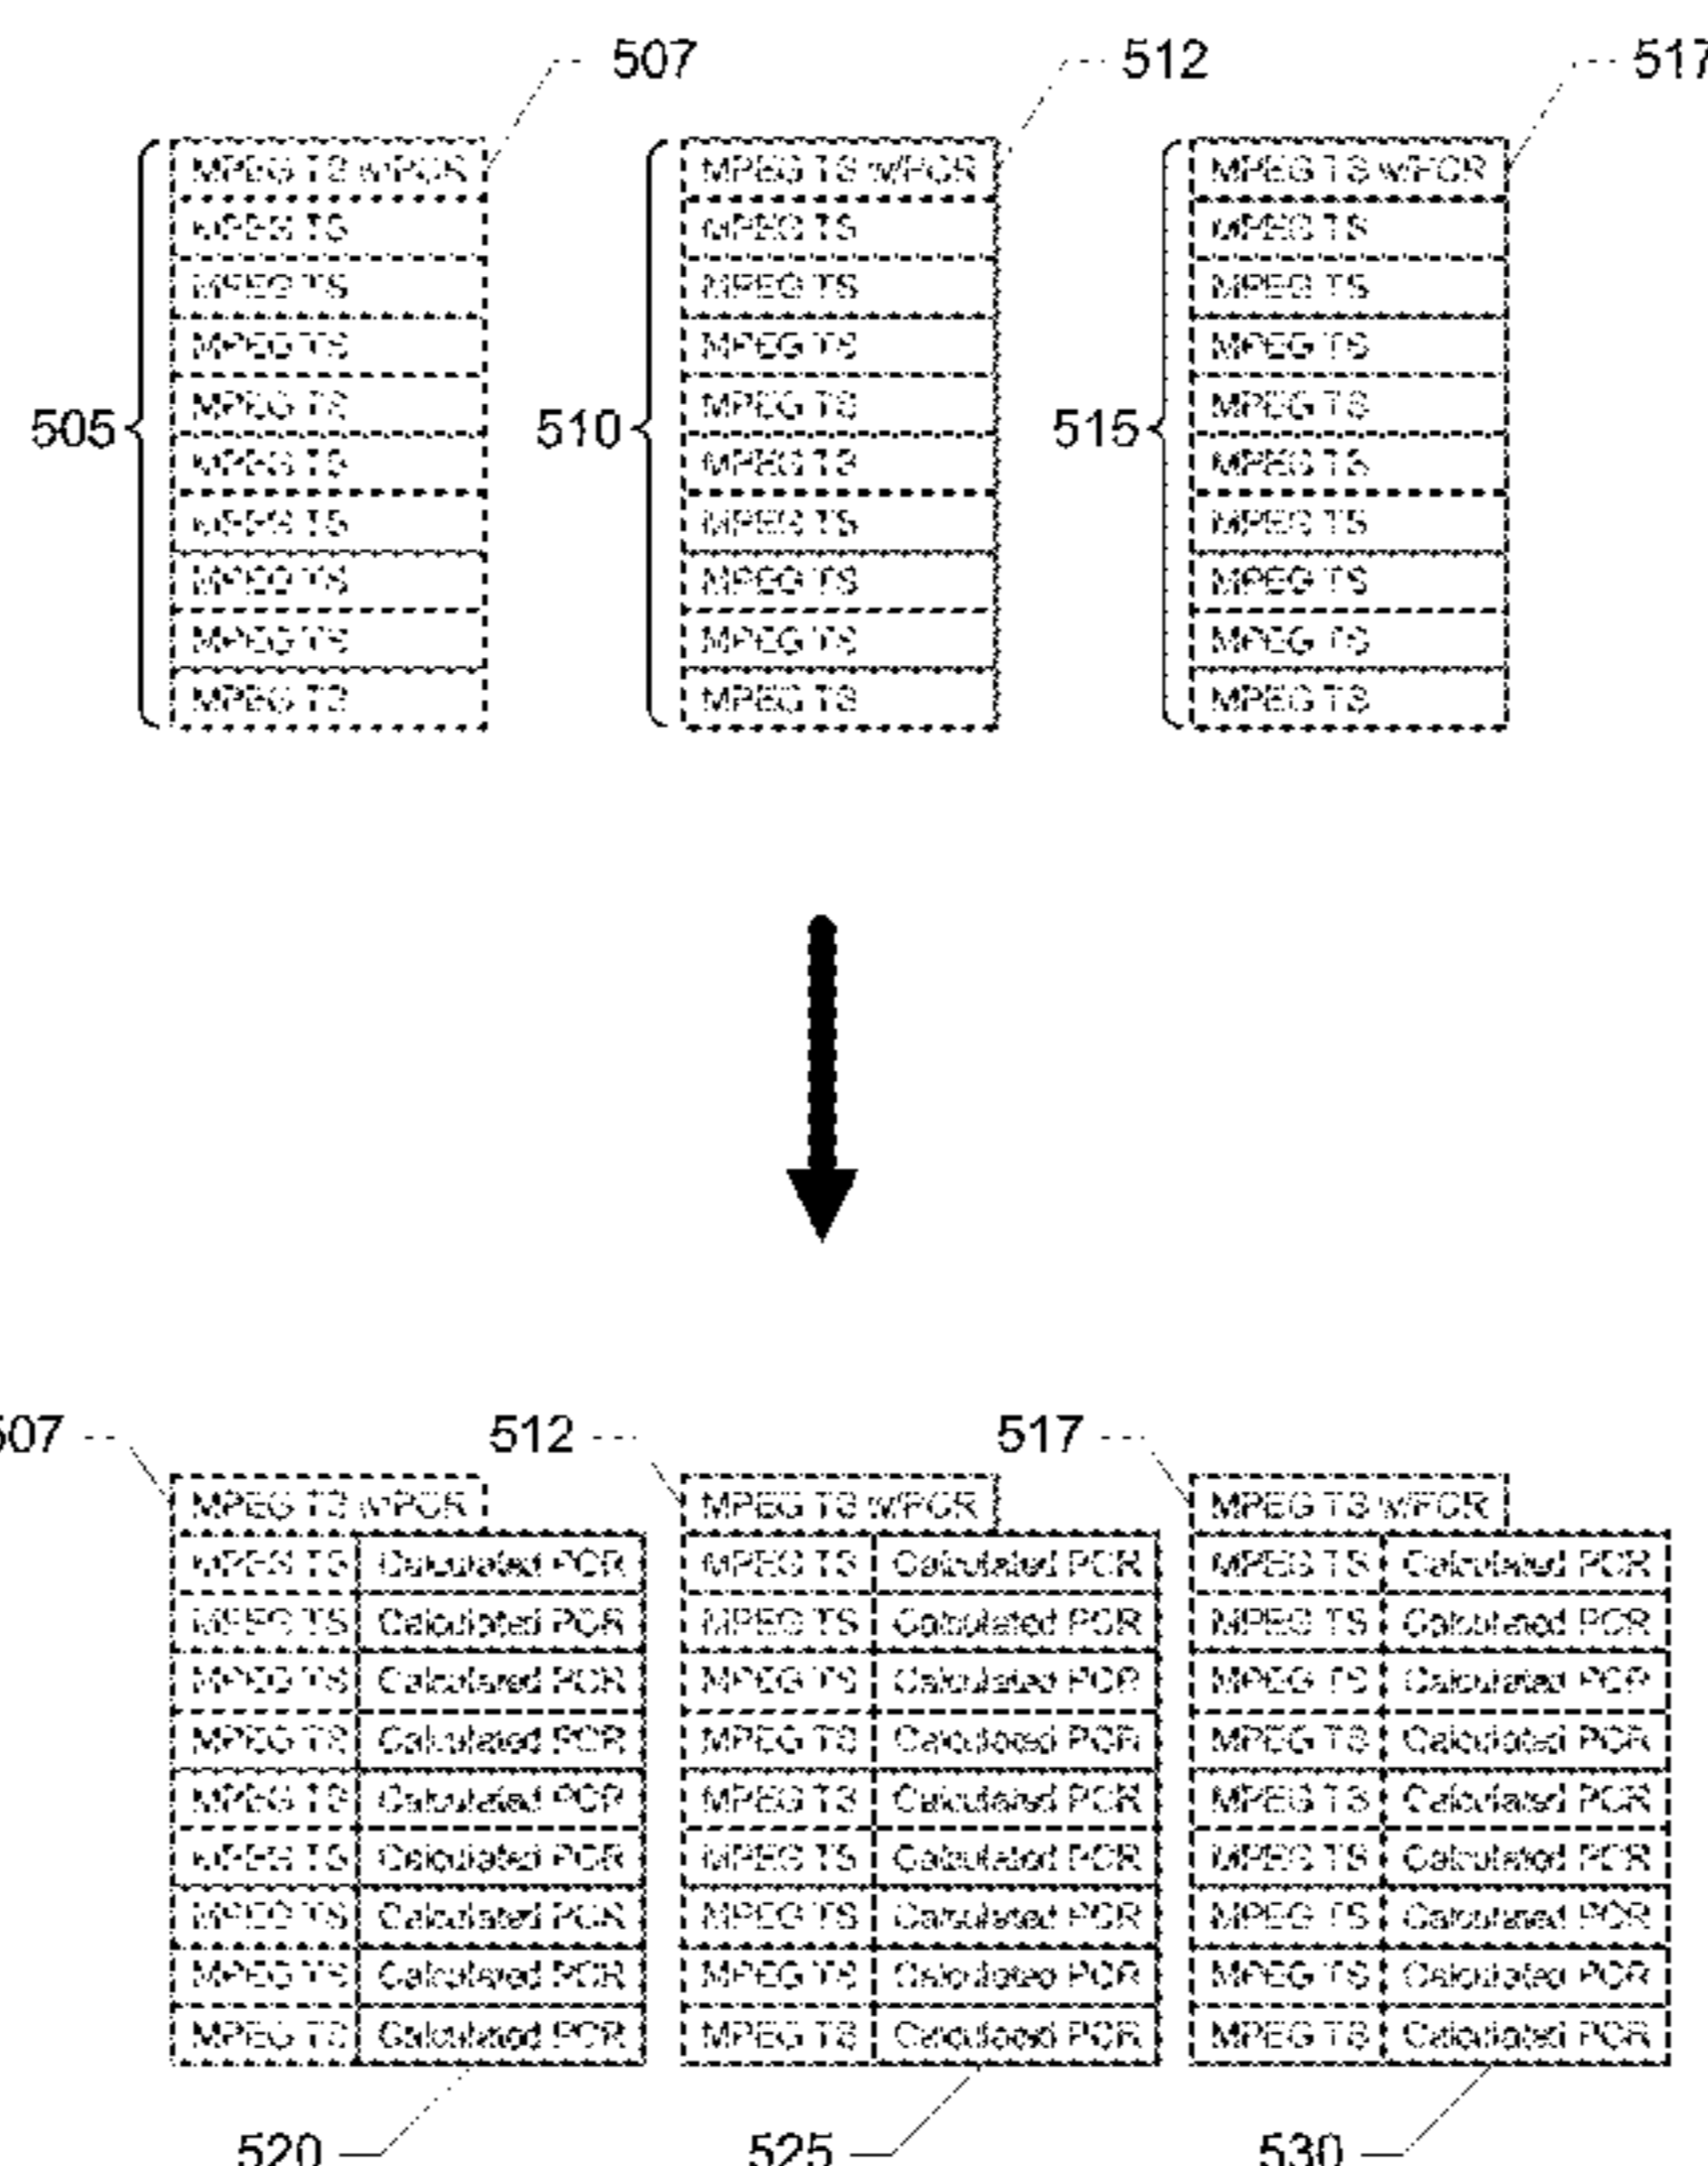 507 512 517
MPEG TS w/PCR MPEG TS w/PCR MPEG TS w/PCR
MPEG TS MPEG TS MPEG TS
MPEG TS MPEG TS MPEG TS
MPEG TS MPEG TS MPEG TS
MPEG TS MPEG TS MPEG TS
505 510 515
MPEG TS MPEG TS MPEG TS
MPEG TS MPEG TS MPEG TS
MPEG TS MPEG TS MPEG TS
MPEG TS MPEG TS MPEG TS
MPEG TS MPEG TS MPEG TS
507 512 517
MPEG TS w/PCR MPEG TS w/PCR MPEG TS w/PCR
MPEG TS Calculated PCR MPEG TS Calculated PCR MPEG TS Calculated PCR
MPEG TS Calculated PCR MPEG TS Calculated PCR MPEG TS Calculated PCR
MPEG TS Calculated PCR MPEG TS Calculated PCR MPEG TS Calculated PCR
MPEG TS Calculated PCR MPEG TS Calculated PCR MPEG TS Calculated PCR
MPEG TS Calculated PCR MPEG TS Calculated PCR MPEG TS Calculated PCR
MPEG TS Calculated PCR MPEG TS Calculated PCR MPEG TS Calculated PCR
MPEG TS Calculated PCR MPEG TS Calculated PCR MPEG TS Calculated PCR
MPEG TS Calculated PCR MPEG TS Calculated PCR MPEG TS Calculated PCR
MPEG TS Calculated PCR MPEG TS Calculated PCR MPEG TS Calculated PCR
520 525 530